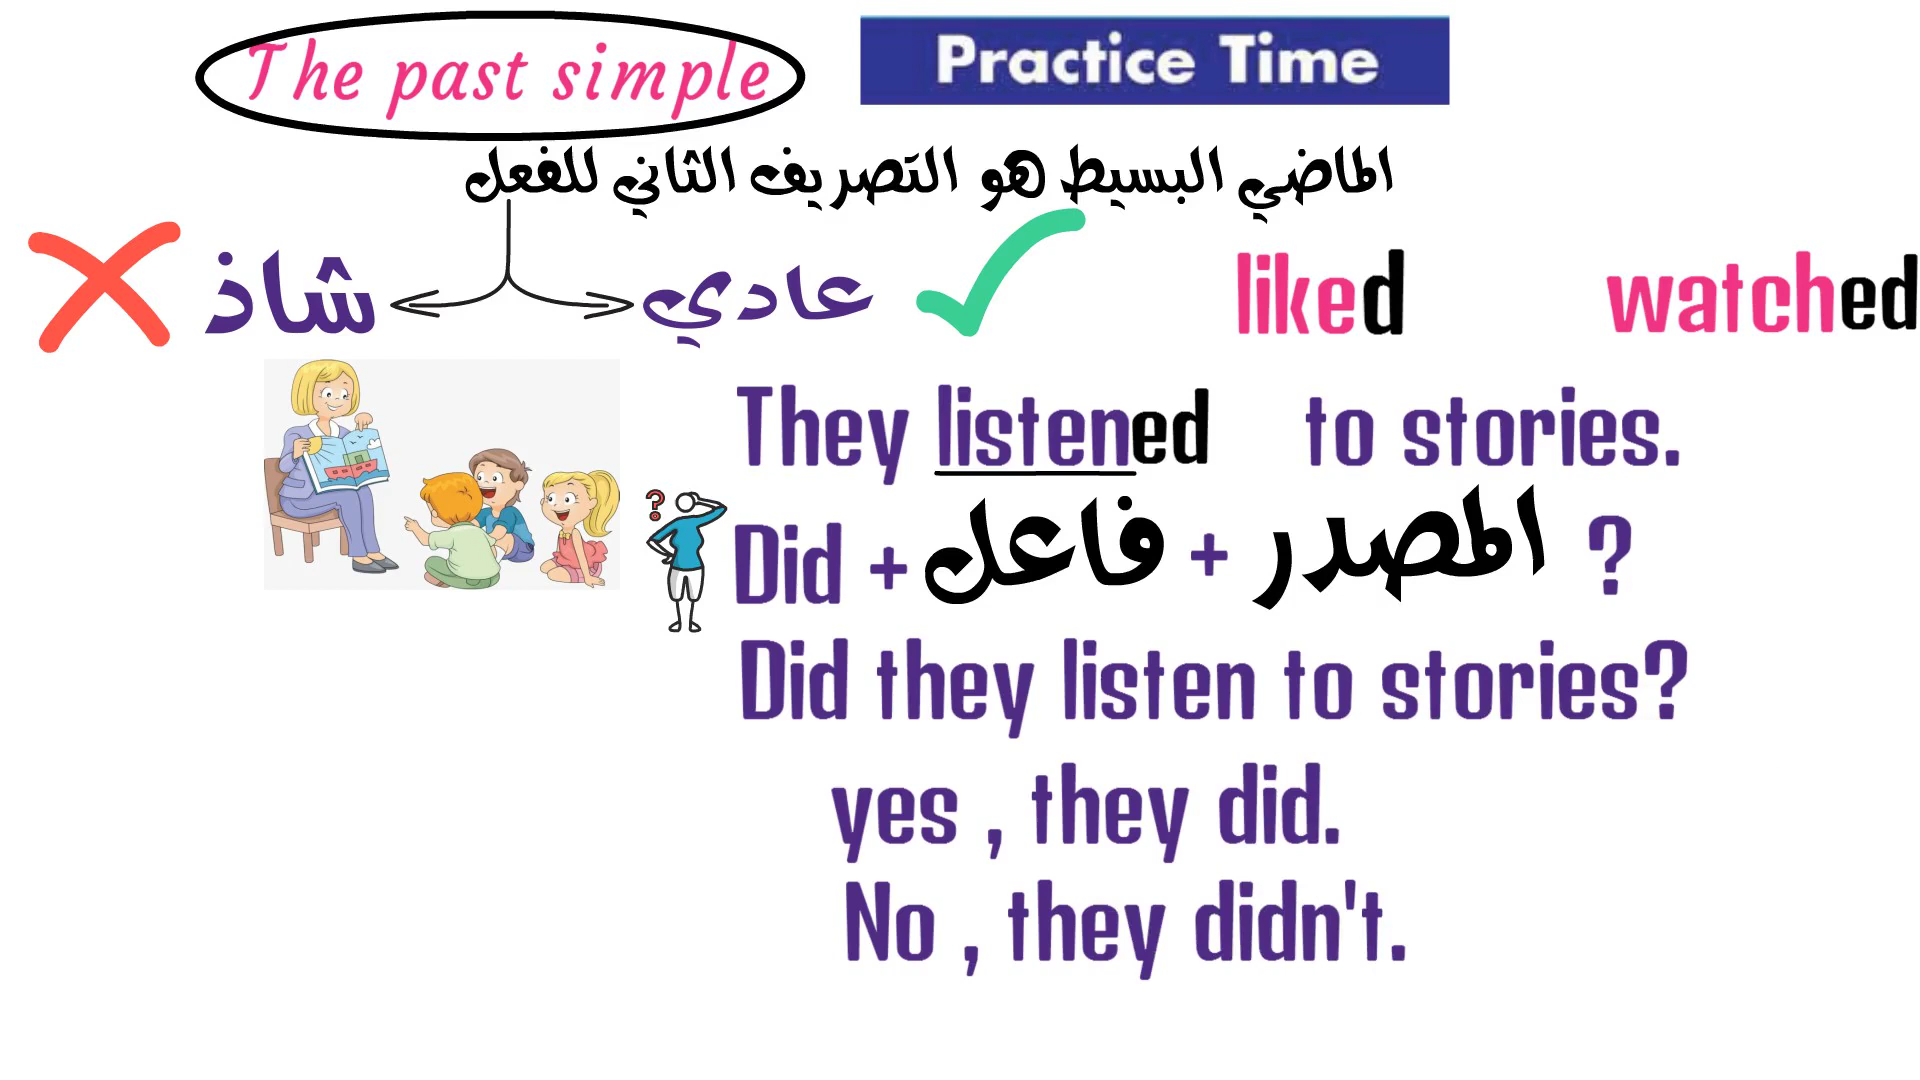 The past simple
Practice Time
الماضي البسيط هو التصريف الثاني للفعل
شاذ عادي liked watched
They listened to stories.
?
Did + فاعل + المصدر ?
Did they listen to stories?
yes , they did.
No , they didn't.